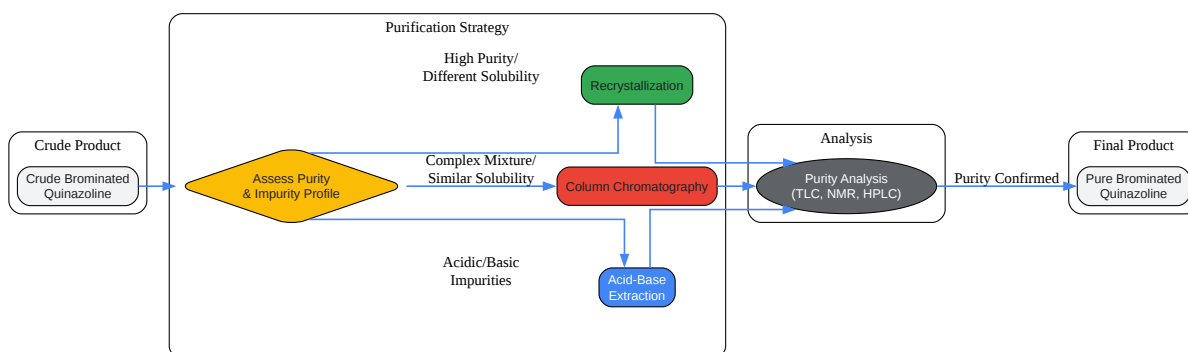 Purification Strategy
High Purity/
Different Solubility
Recrystallization
Crude Product
Crude Brominated
Quinazoline
Assess Purity
& Impurity Profile
Complex Mixture/
Similar Solubility
Column Chromatography
Acidic/Basic
Impurities
Acid-Base
Extraction
Analysis
Purity Analysis
(TLC, NMR, HPLC)
Purity Confirmed
Final Product
Pure Brominated
Quinazoline